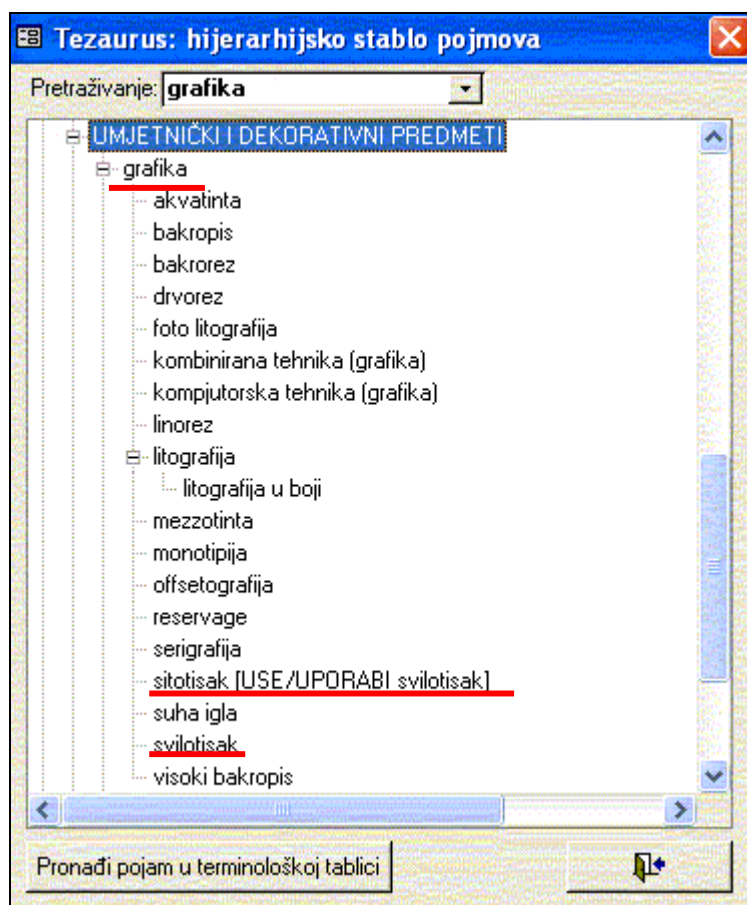 Tezaurus: hijerarhijsko stablo pojmova
Pretraživanje: grafika
UMJETNIČKI I DEKORATIVNI PREDMETI
grafika
akvatinta
bakropis
bakrorez
drvorez
foto litografija
kombinirana tehnika (grafika)
kompjutorska tehnika (grafika)
linorez
litografija
litografija u boji
mezzotinta
monotipija
offsetografija
reservage
serigrafija
sitotisak [USE/UPORABI svilotisak]
suha igla
svilotisak
visoki bakropis
Pronađi pojam u terminološkoj tablici